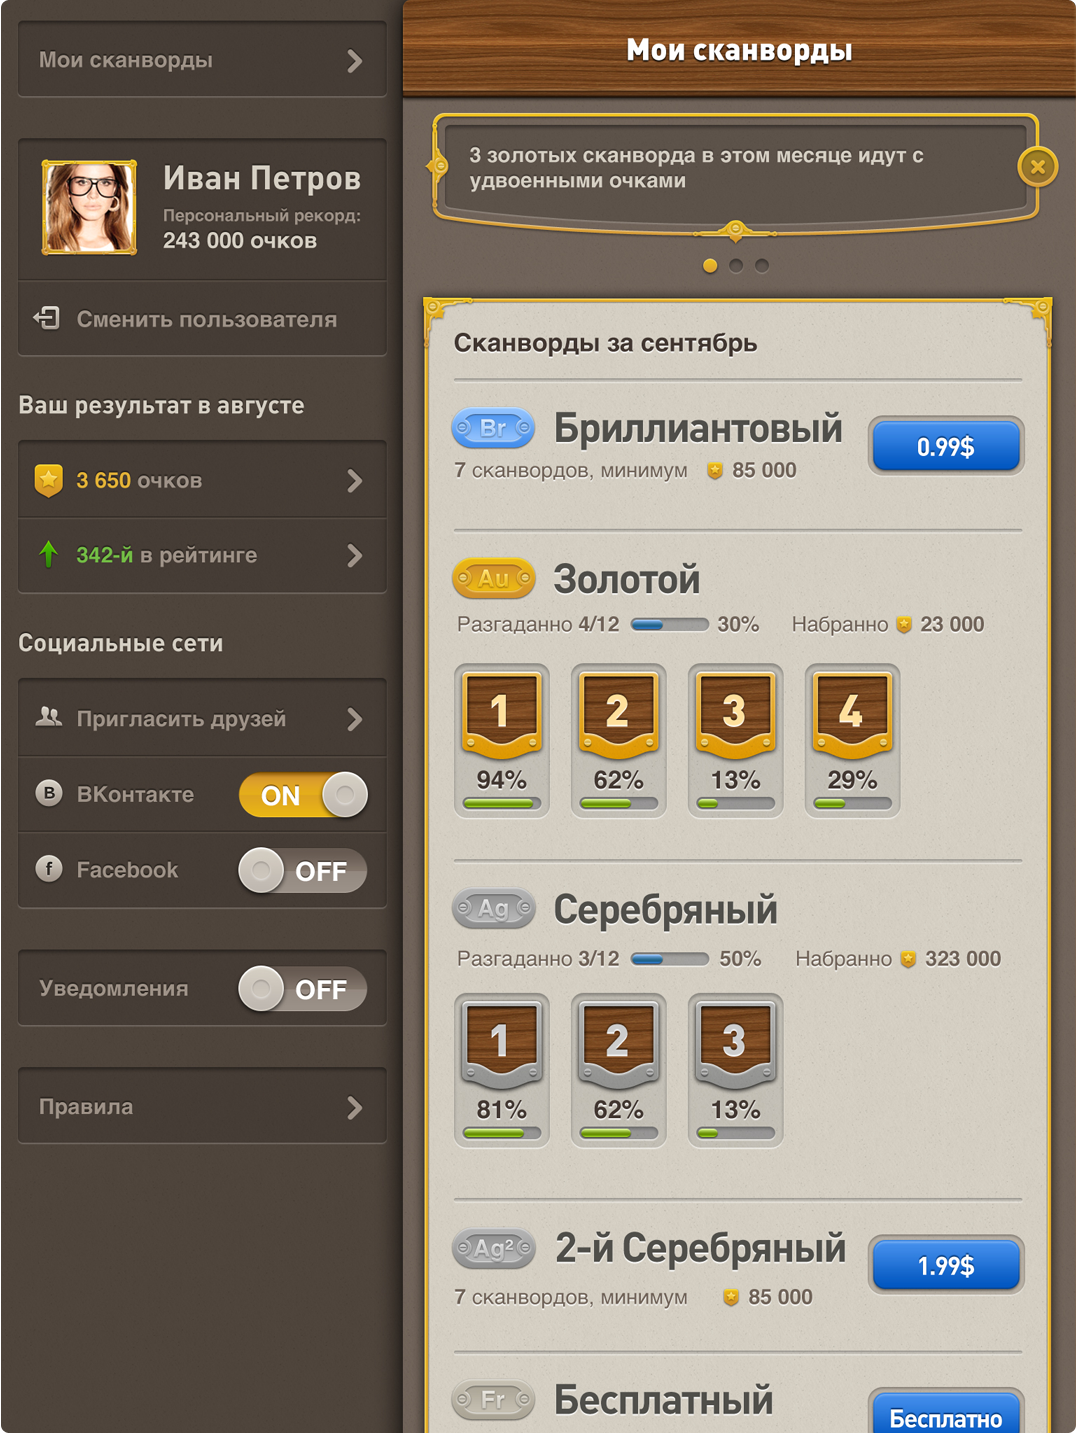 Мои сканворды
Иван Петров
Персональный рекорд:
243 000 очков
Сменить пользователя
Ваш результат в августе
3 650 очков
342-й в рейтинге
Социальные сети
Пригласить друзей
B ВКонтакте ON
f Facebook OFF
Уведомления OFF
Правила
Мои сканворды
3 золотых сканворда в этом месяце идут с
удвоенными очками
Сканворды за сентябрь
Br Бриллиантовый 0.99$
7 сканвордов, минимум 85 000
Au Золотой
Разгаданно 4/12 30% Набранно 23 000
1 2 3 4
94% 62% 13% 29%
Ag Серебряный
Разгаданно 3/12 50% Набранно 323 000
1 2 3
81% 62% 13%
Ag² 2-й Серебряный 1.99$
7 сканвордов, минимум 85 000
Fr Бесплатный Бесплатно